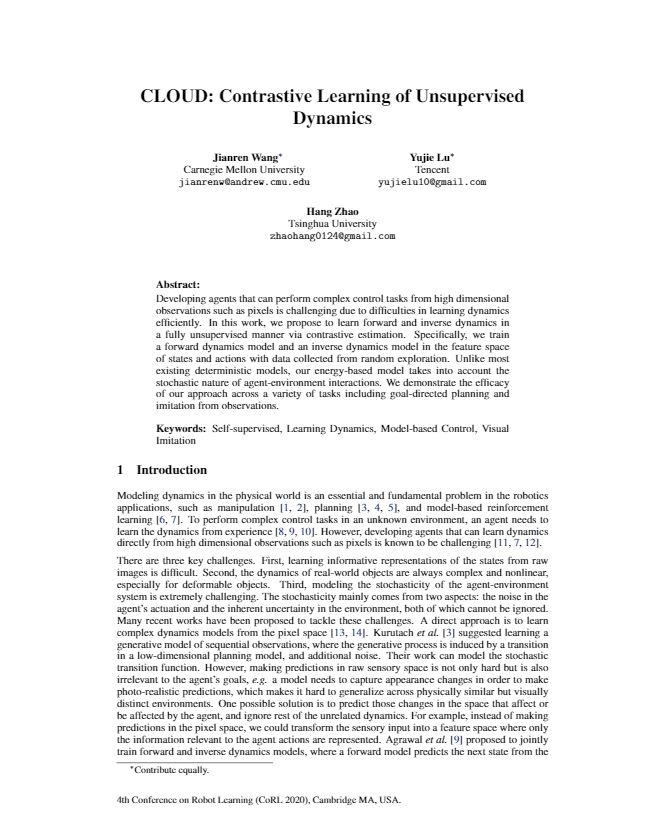 CLOUD: Contrastive Learning of Unsupervised
Dynamics
Jianren Wang*
Carnegie Mellon University
jianrenw@andrew.cmu.edu
Yujie Lu*
Tencent
yujielu10@gmail.com
Hang Zhao
Tsinghua University
zhaohang0124@gmail.com
Abstract:
Developing agents that can perform complex control tasks from high dimensional
observations such as pixels is challenging due to difficulties in learning dynamics
efficiently. In this work, we propose to learn forward and inverse dynamics in
a fully unsupervised manner via contrastive estimation. Specifically, we train
a forward dynamics model and an inverse dynamics model in the feature space
of states and actions with data collected from random exploration. Unlike most
existing deterministic models, our energy-based model takes into account the
stochastic nature of agent-environment interactions. We demonstrate the efficacy
of our approach across a variety of tasks including goal-directed planning and
imitation from observations.
Keywords: Self-supervised, Learning Dynamics, Model-based Control, Visual
Imitation
1 Introduction
Modeling dynamics in the physical world is an essential and fundamental problem in the robotics
applications, such as manipulation [1, 2], planning [3, 4, 5], and model-based reinforcement
learning [6, 7]. To perform complex control tasks in an unknown environment, an agent needs to
learn the dynamics from experience [8, 9, 10]. However, developing agents that can learn dynamics
directly from high dimensional observations such as pixels is known to be challenging [11, 7, 12].
There are three key challenges. First, learning informative representations of the states from raw
images is difficult. Second, the dynamics of real-world objects are always complex and nonlinear,
especially for deformable objects. Third, modeling the stochasticity of the agent-environment
system is extremely challenging. The stochasticity mainly comes from two aspects: the noise in the
agent's actuation and the inherent uncertainty in the environment, both of which cannot be ignored.
Many recent works have been proposed to tackle these challenges. A direct approach is to learn
complex dynamics models from the pixel space [13, 14]. Kurutach et al. [3] suggested learning a
generative model of sequential observations, where the generative process is induced by a transition
in a low-dimensional planning model, and additional noise. Their work can model the stochastic
transition function. However, making predictions in raw sensory space is not only hard but is also
irrelevant to the agent's goals, e.g. a model needs to capture appearance changes in order to make
photo-realistic predictions, which makes it hard to generalize across physically similar but visually
distinct environments. One possible solution is to predict those changes in the space that affect or
be affected by the agent, and ignore rest of the unrelated dynamics. For example, instead of making
predictions in the pixel space, we could transform the sensory input into a feature space where only
the information relevant to the agent actions are represented. Agrawal et al. [9] proposed to jointly
train forward and inverse dynamics models, where a forward model predicts the next state from the
*Contribute equally.
4th Conference on Robot Learning (CoRL 2020), Cambridge MA, USA.